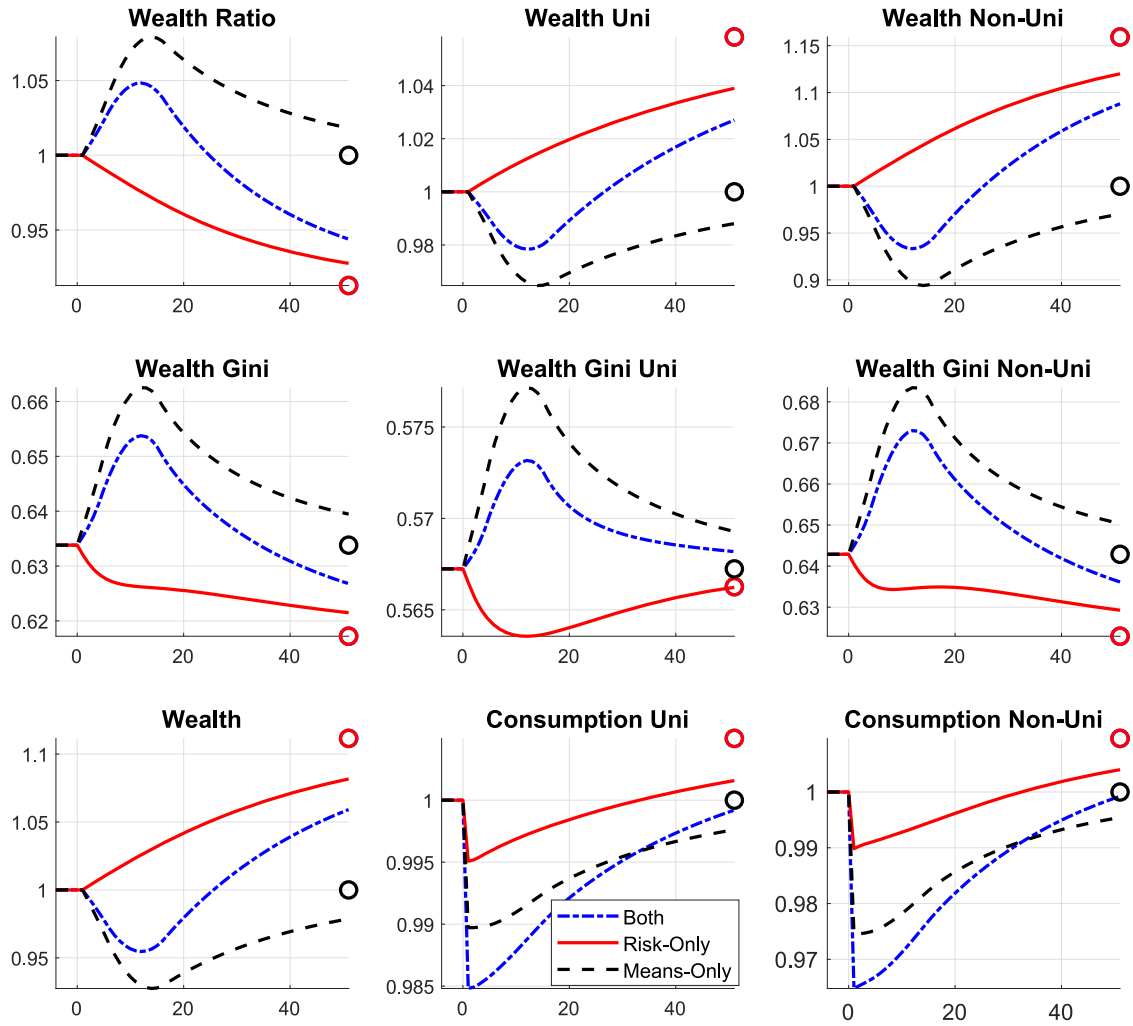 Wealth Ratio
1.05
1
0.95
0 20 40
Wealth Uni
1.04
1.02
1
0.98
0 20 40
Wealth Non-Uni
1.15
1.1
1.05
1
0.95
0.9
0 20 40
Wealth Gini
0.66
0.65
0.64
0.63
0.62
0 20 40
Wealth Gini Uni
0.575
0.57
0.565
0 20 40
Wealth Gini Non-Uni
0.68
0.67
0.66
0.65
0.64
0.63
0 20 40
Wealth
1.1
1.05
1
0.95
0 20 40
Consumption Uni
1
0.995
0.99
0.985
0 20 40
Both
Risk-Only
Means-Only
Consumption Non-Uni
1
0.99
0.98
0.97
0 20 40